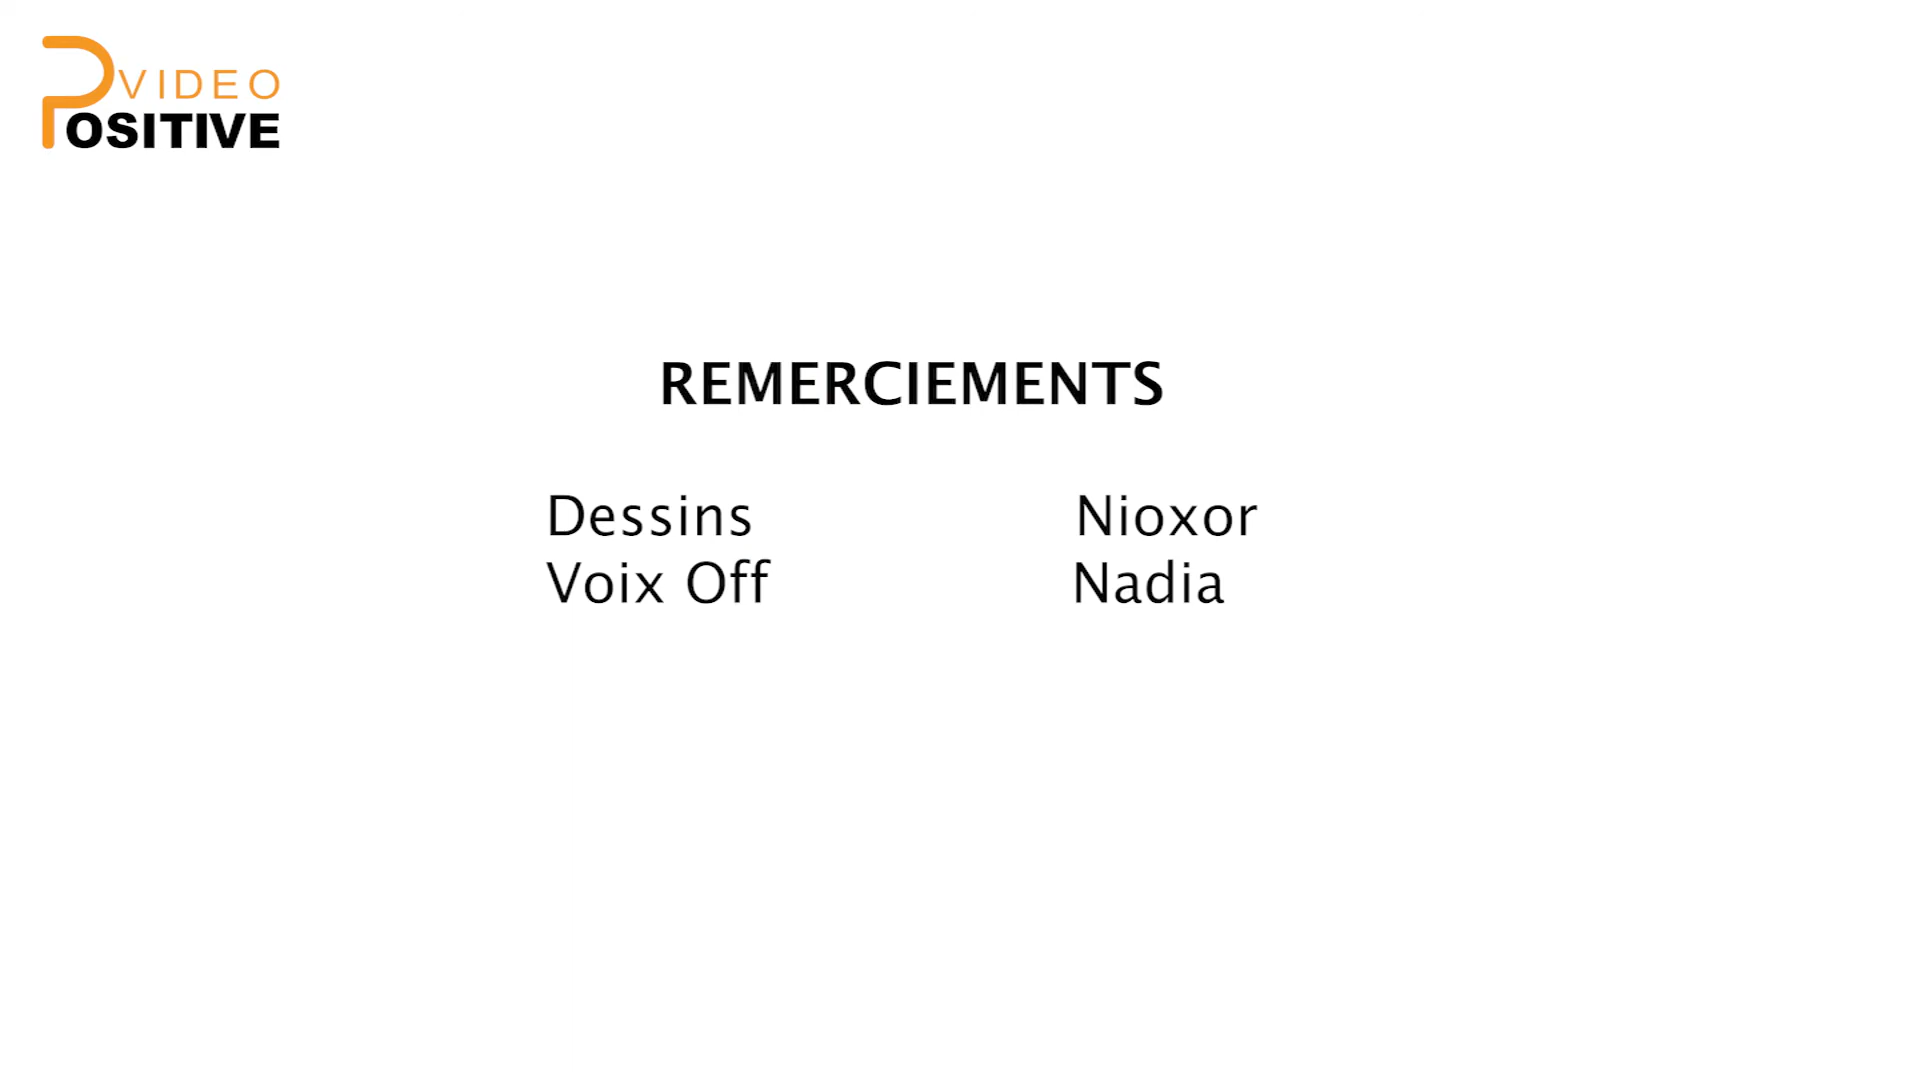 VIDEO
POSITIVE
REMERCIEMENTS
Dessins Nioxor
Voix Off Nadia